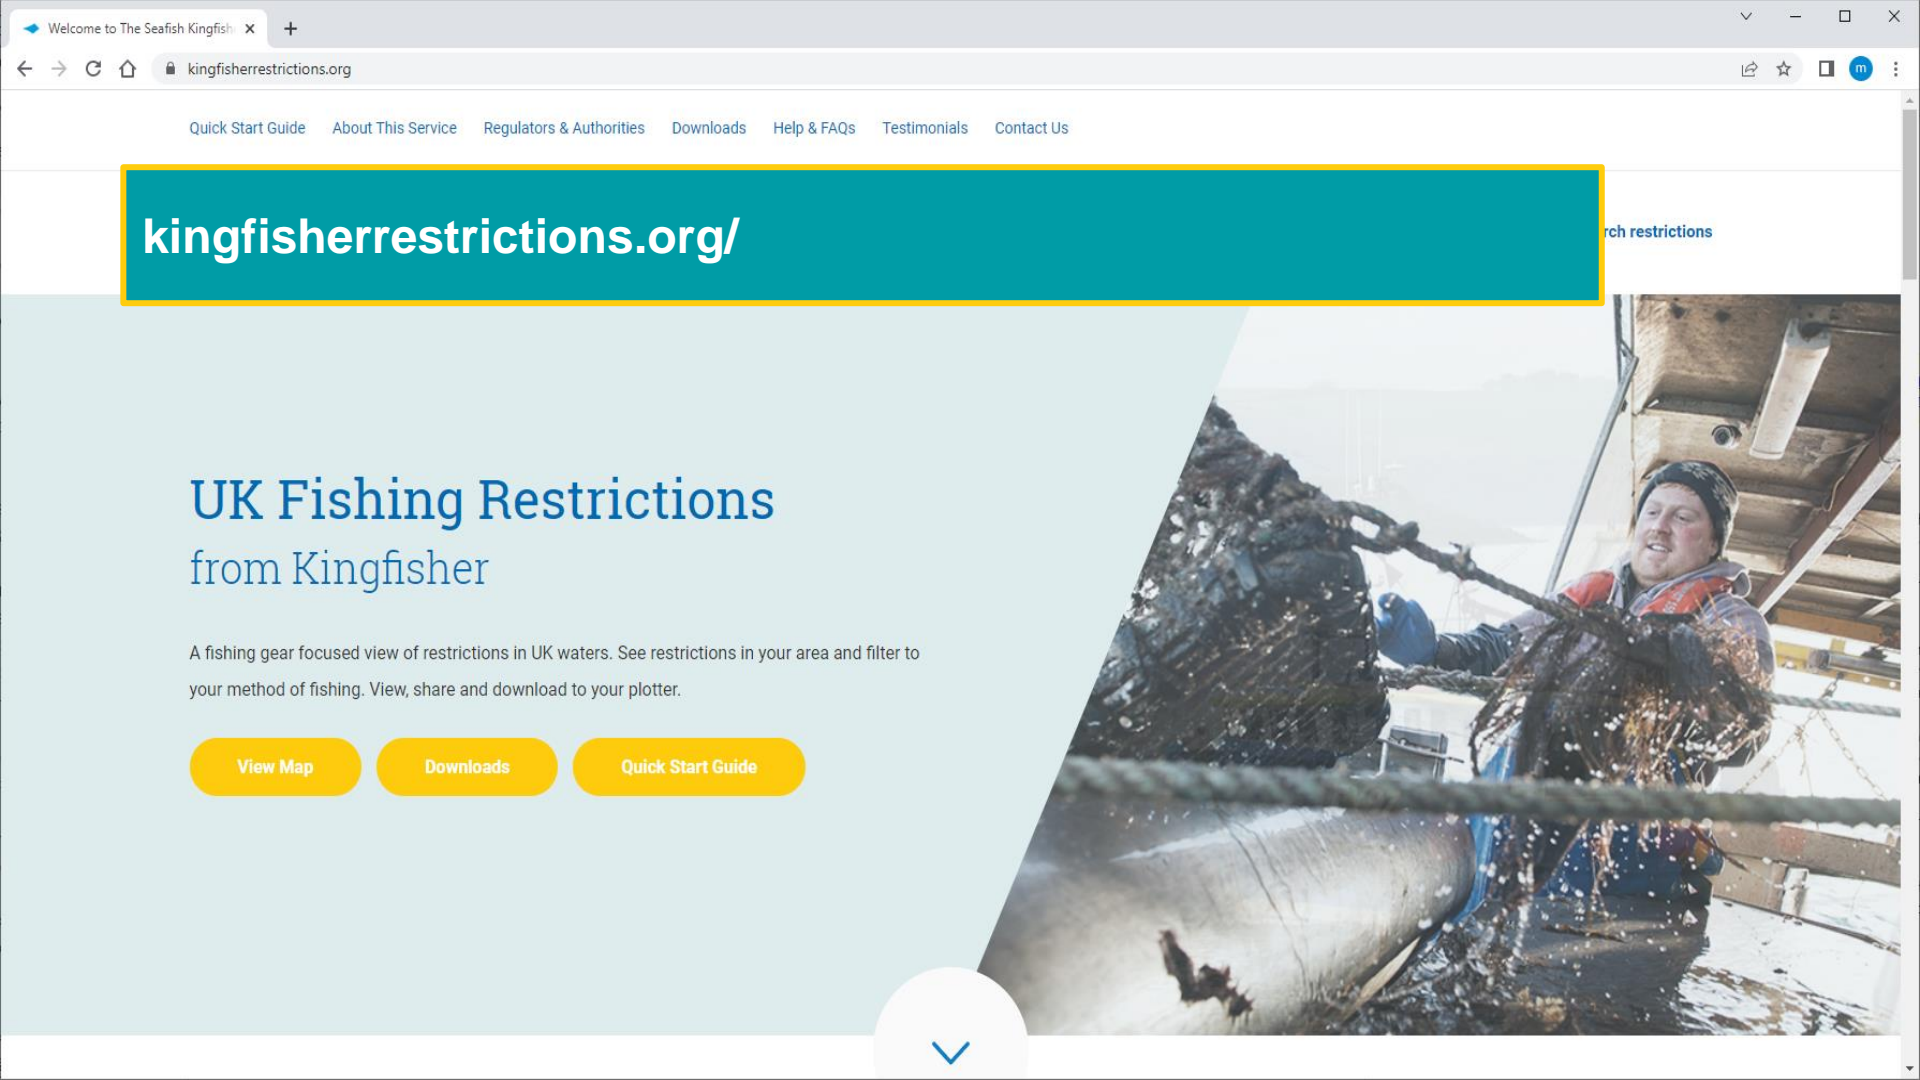 Welcome to The Seafish Kingfish
kingfisherrestrictions.org
m
Quick Start Guide About This Service Regulators & Authorities Downloads Help & FAQs Testimonials Contact Us
kingfisherrestrictions.org/
rch restrictions
UK Fishing Restrictions
from Kingfisher
A fishing gear focused view of restrictions in UK waters. See restrictions in your area and filter to
your method of fishing. View, share and download to your plotter.
View Map Downloads Quick Start Guide